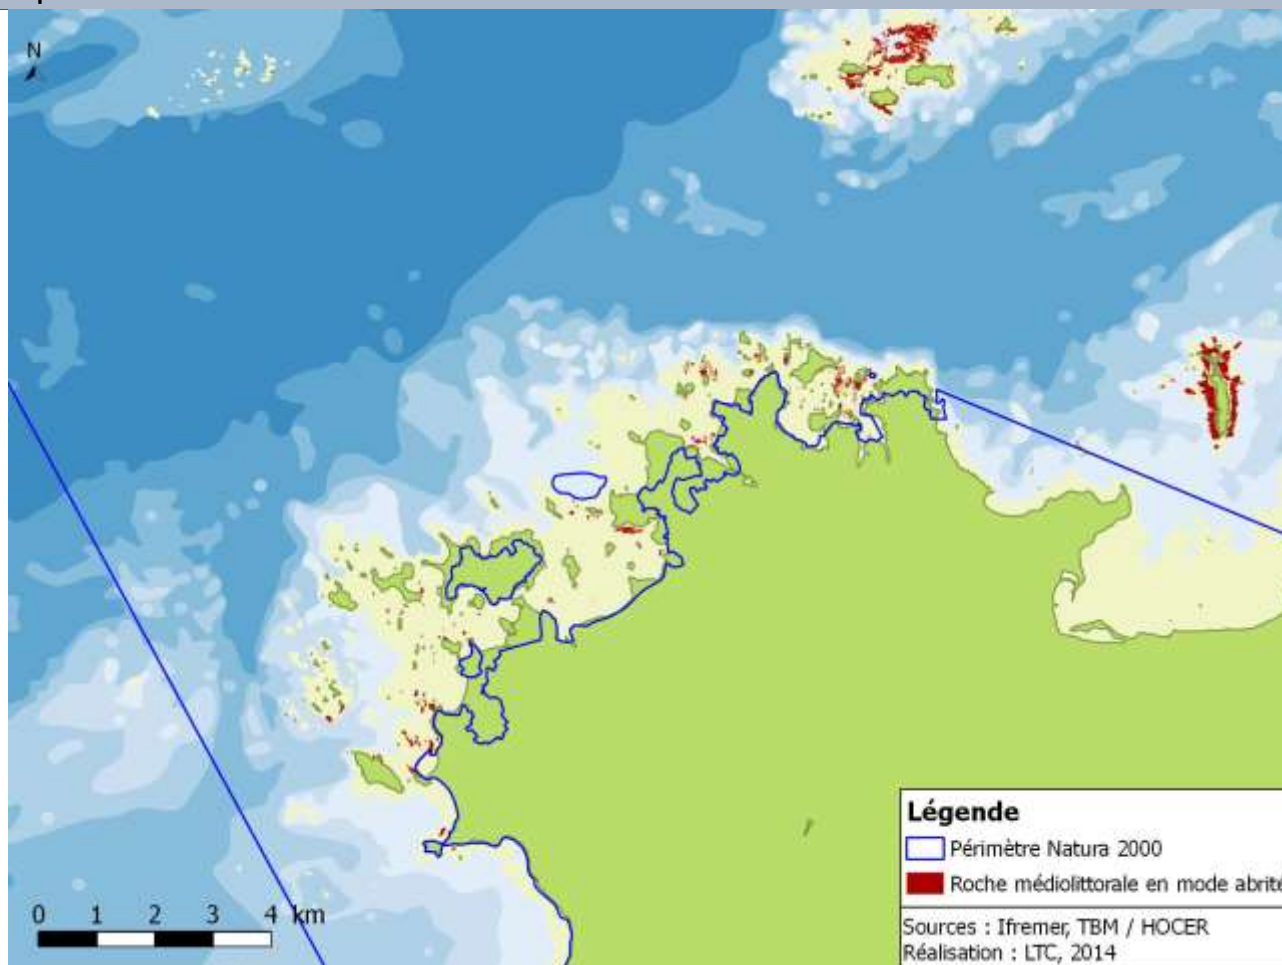 N
Légende
Périmètre Natura 2000
Roche médiolittorale en mode abrité
0 1 2 3 4 km
Sources : Ifremer, TBM / HOCER
Réalisation : LTC, 2014